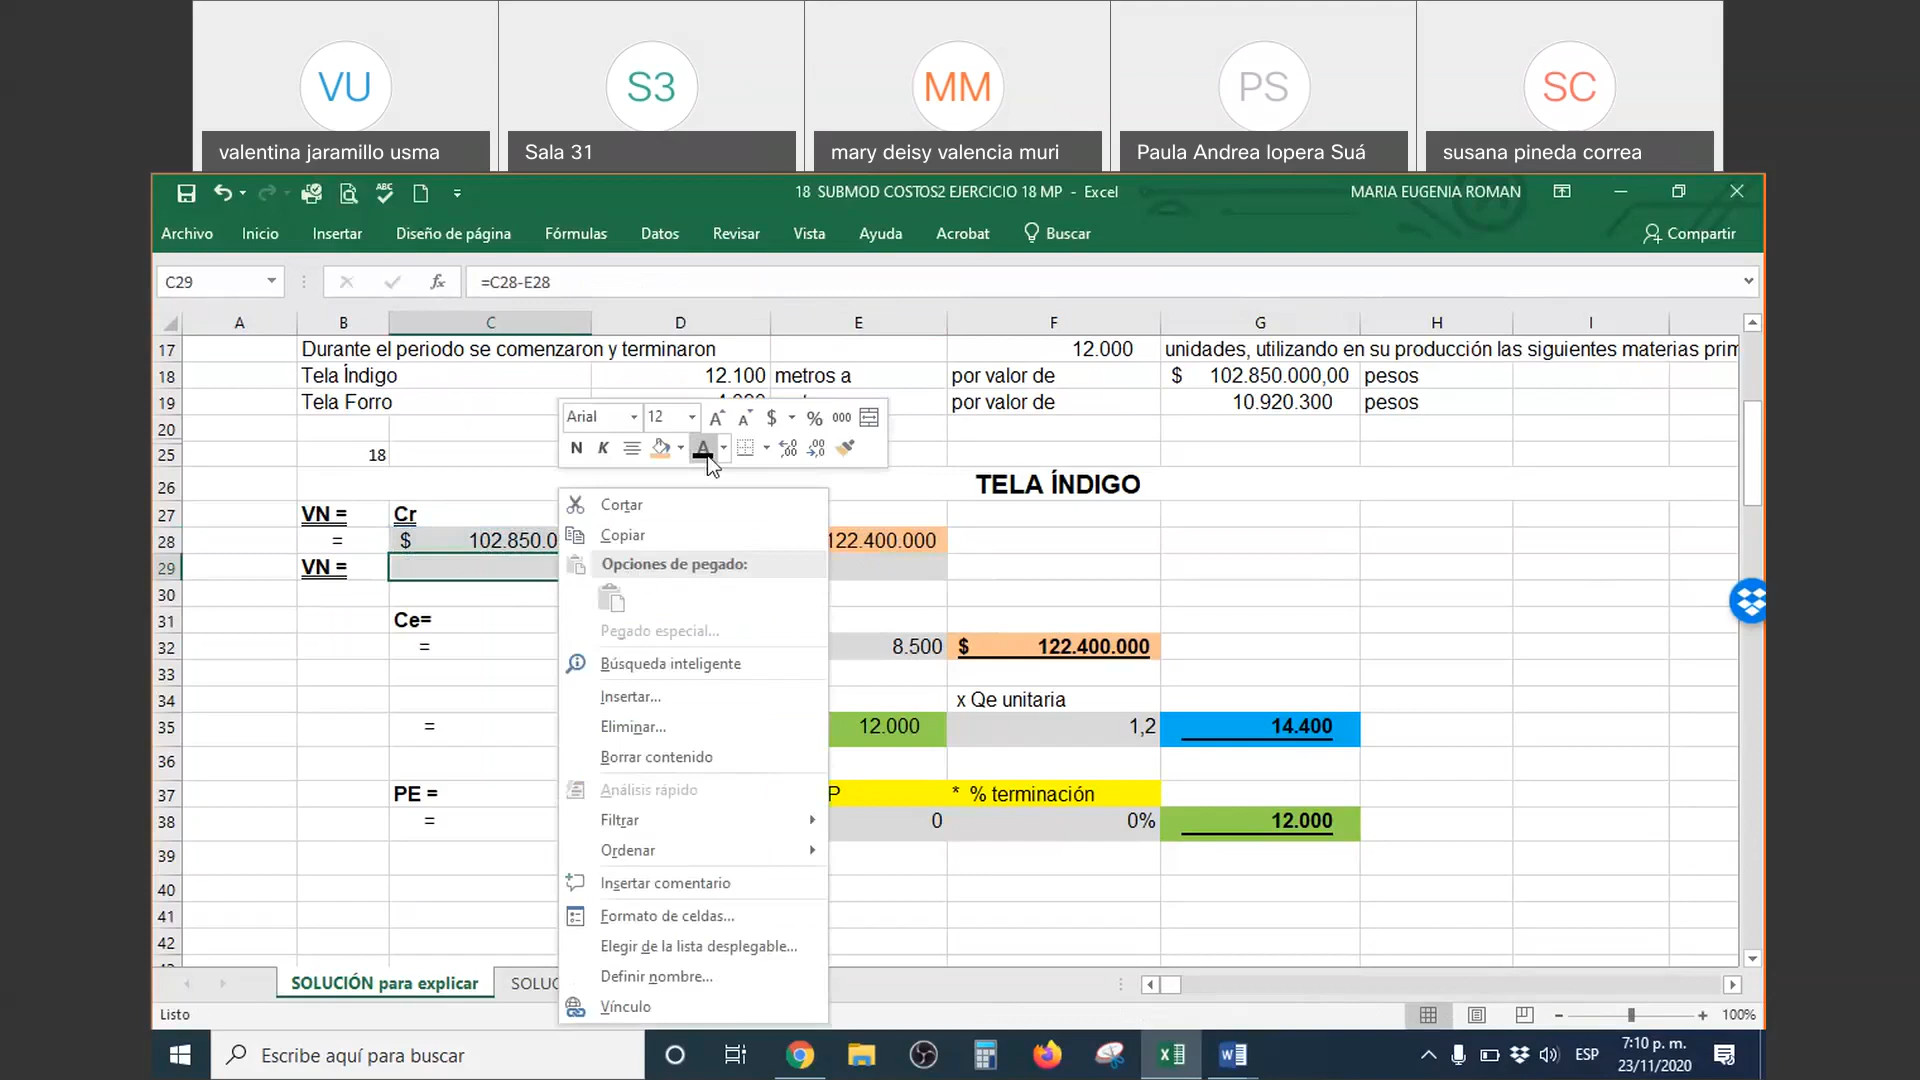 VU S3 MM PS SC
valentina jaramillo usma Sala 31 mary deisy valencia muri Paula Andrea lopera Suá susana pineda correa
18 SUBMOD COSTOS2 EJERCICIO 18 MP - Excel MARIA EUGENIA ROMAN
Archivo Inicio Insertar Diseño de página Fórmulas Datos Revisar Vista Ayuda Acrobat Buscar Compartir
C29 fx =C28-E28
A B C D E F G H I
17 Durante el periodo se comenzaron y terminaron 12.000 unidades, utilizando en su producción las siguientes materias prim
18 Tela Índigo 12.100 metros a por valor de $ 102.850.000,00 pesos
19 Tela Forro por valor de 10.920.300 pesos
Arial 12 A A $ % 000
N K A
20
25 18
26 TELA ÍNDIGO
27 VN = Cr
28 = $ 102.850.0 122.400.000
29 VN =
30
31 Ce=
32 = 8.500 $ 122.400.000
33
34 x Qe unitaria
35 = 12.000 1,2 14.400
36
37 PE = P * % terminación
38 = 0 0% 12.000
39
40
41
42
Cortar
Copiar
Opciones de pegado:
Pegado especial...
Búsqueda inteligente
Insertar...
Eliminar...
Borrar contenido
Análisis rápido
Filtrar
Ordenar
Insertar comentario
Formato de celdas...
Elegir de la lista desplegable...
Definir nombre...
Vínculo
SOLUCIÓN para explicar SOLUC
Listo 100%
Escribe aquí para buscar ESP 7:10 p. m.
23/11/2020